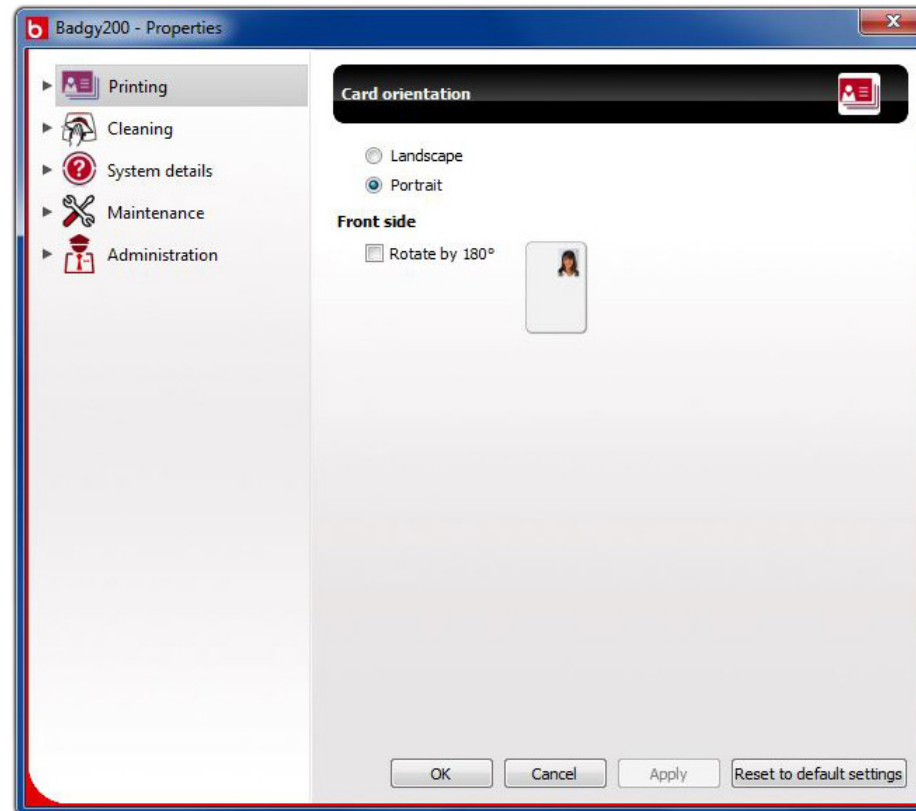 b Badgy200 - Properties
Printing
Cleaning
System details
Maintenance
Administration
Card orientation
Landscape
Portrait
Front side
Rotate by 180°
OK Cancel Apply Reset to default settings